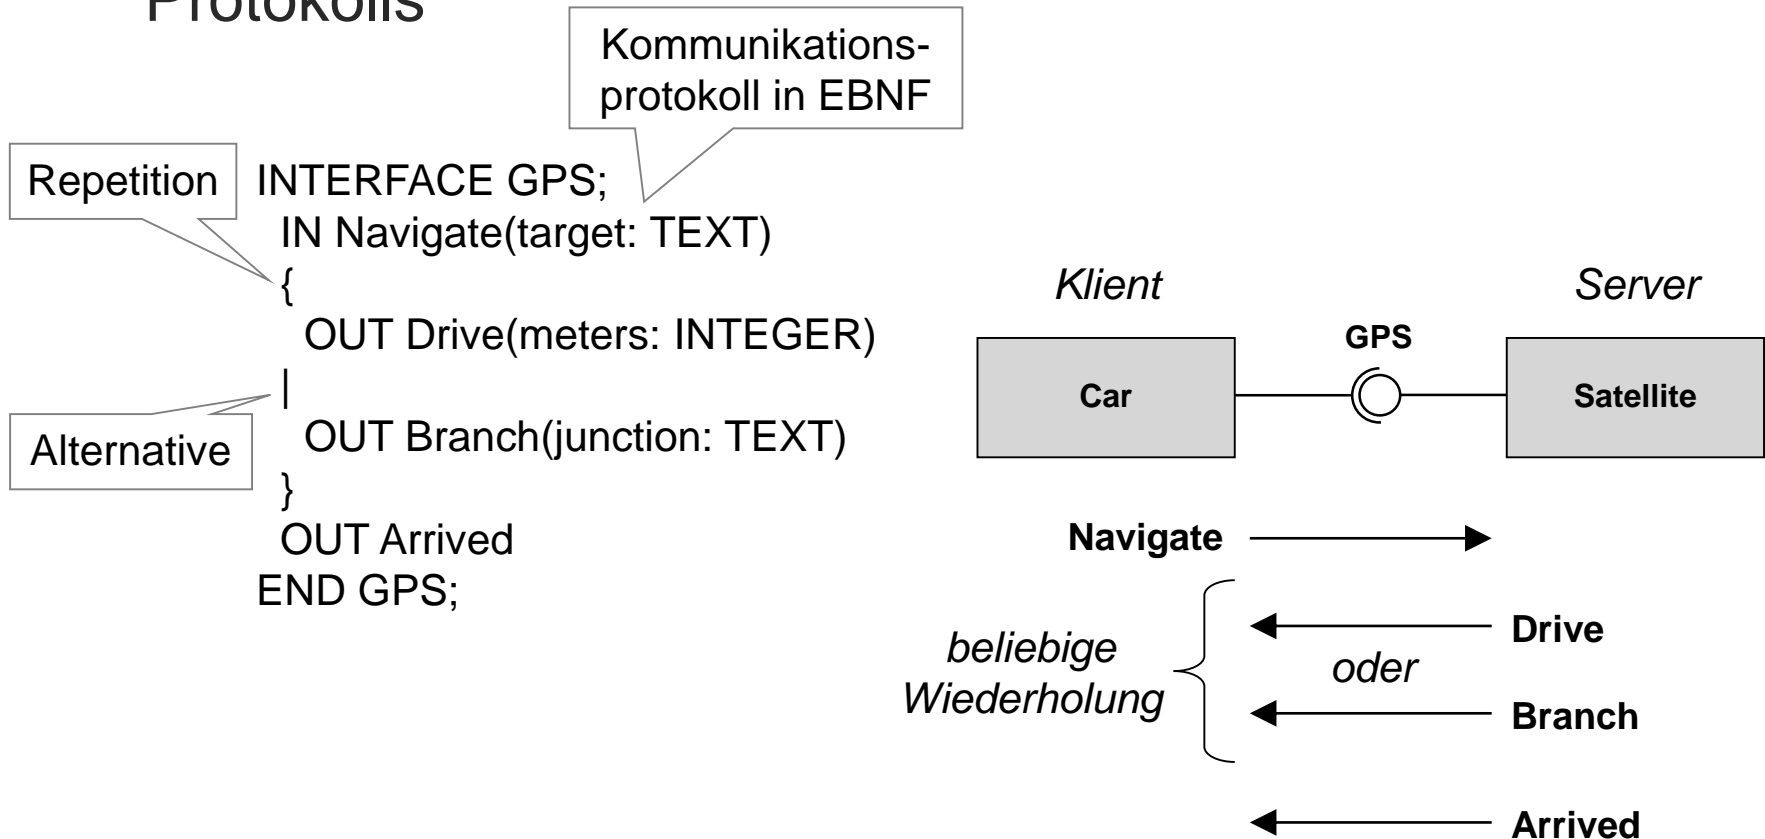 Protokolls
Kommunikations-
protokoll in EBNF
Repetition
INTERFACE GPS;
IN Navigate(target: TEXT)
{
OUT Drive(meters: INTEGER)
|
Alternative
OUT Branch(junction: TEXT)
}
OUT Arrived
END GPS;
Klient
Server
GPS
Car
Satellite
Navigate
beliebige
Wiederholung
Drive
oder
Branch
Arrived